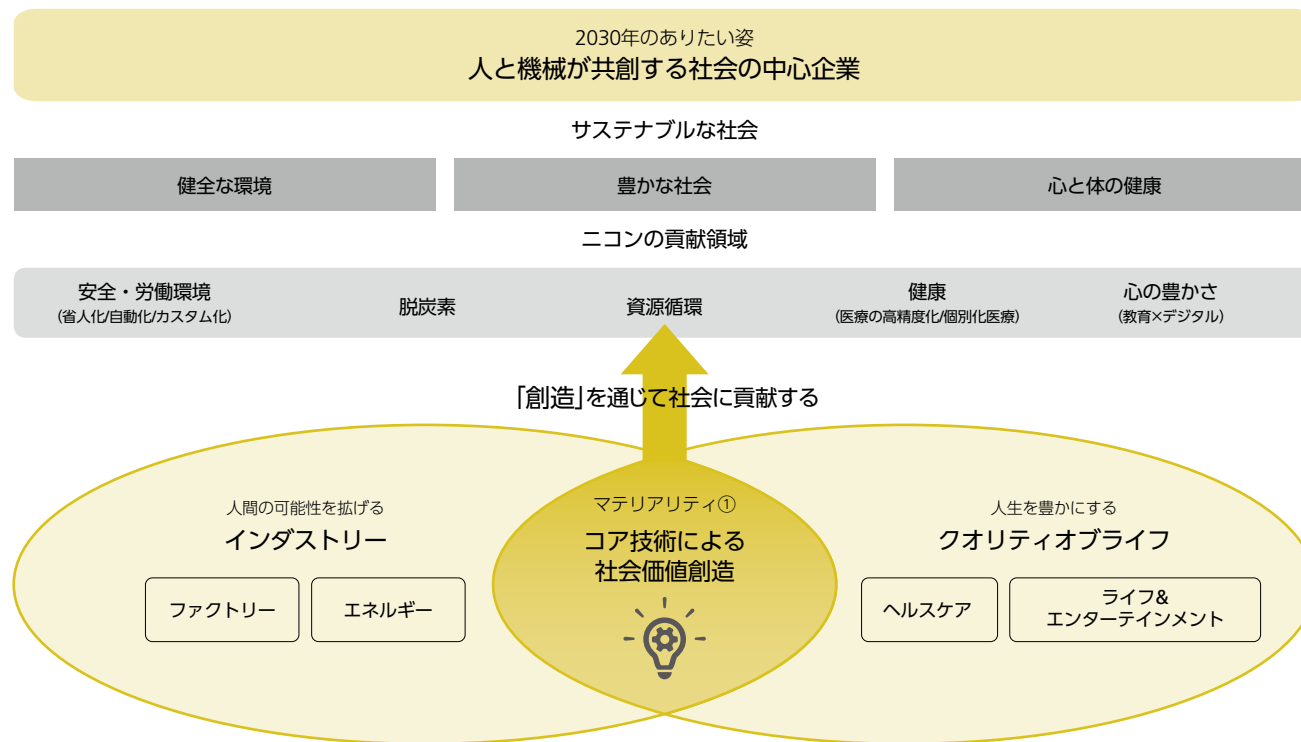 2030年のありたい姿
人と機械が共創する社会の中心企業
サステナブルな社会
健全な環境
豊かな社会
心と体の健康
ニコンの貢献領域
安全・労働環境
(省人化/自動化/カスタム化)
脱炭素
資源循環
健康
(医療の高精度化/個別化医療)
心の豊かさ
(教育×デジタル)
「創造」を通じて社会に貢献する
人間の可能性を拡げる
インダストリー
ファクトリー
エネルギー
マテリアリティ①
コア技術による
社会価値創造
人生を豊かにする
クオリティオブライフ
ヘルスケア
ライフ&
エンターテインメント